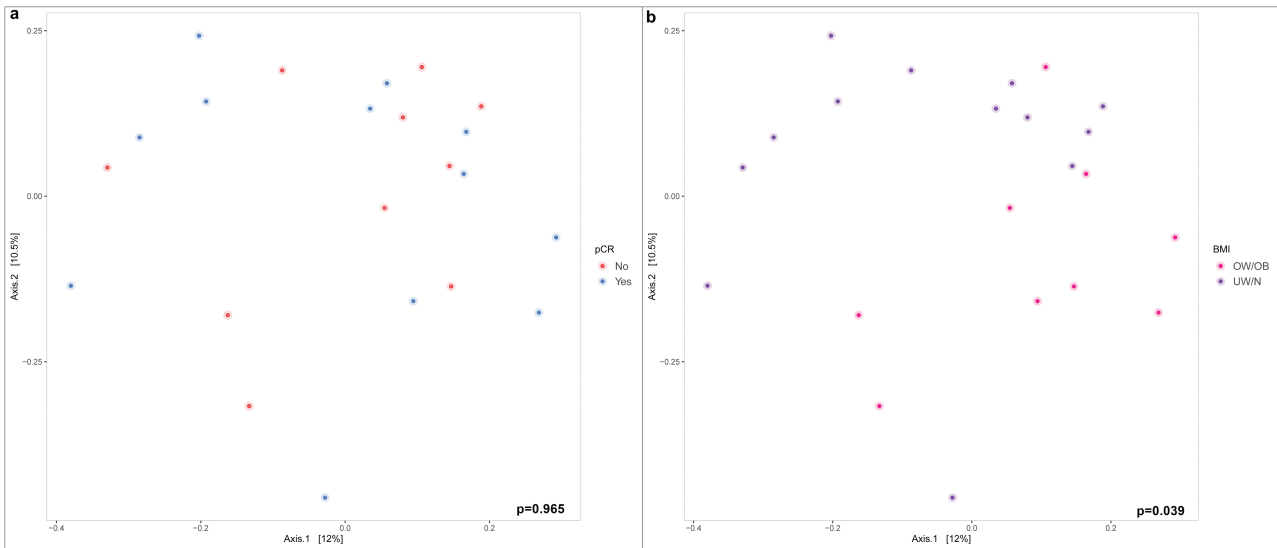 a
0.25
0.00
−0.25
Axis.2 [10.5%]
−0.4
−0.2
0.0
0.2
Axis.1 [12%]
p=0.965
pCR
No
Yes
b
0.25
0.00
−0.25
Axis.2 [10.5%]
−0.4
−0.2
0.0
0.2
Axis.1 [12%]
p=0.039
BMI
OW/OB
UW/N